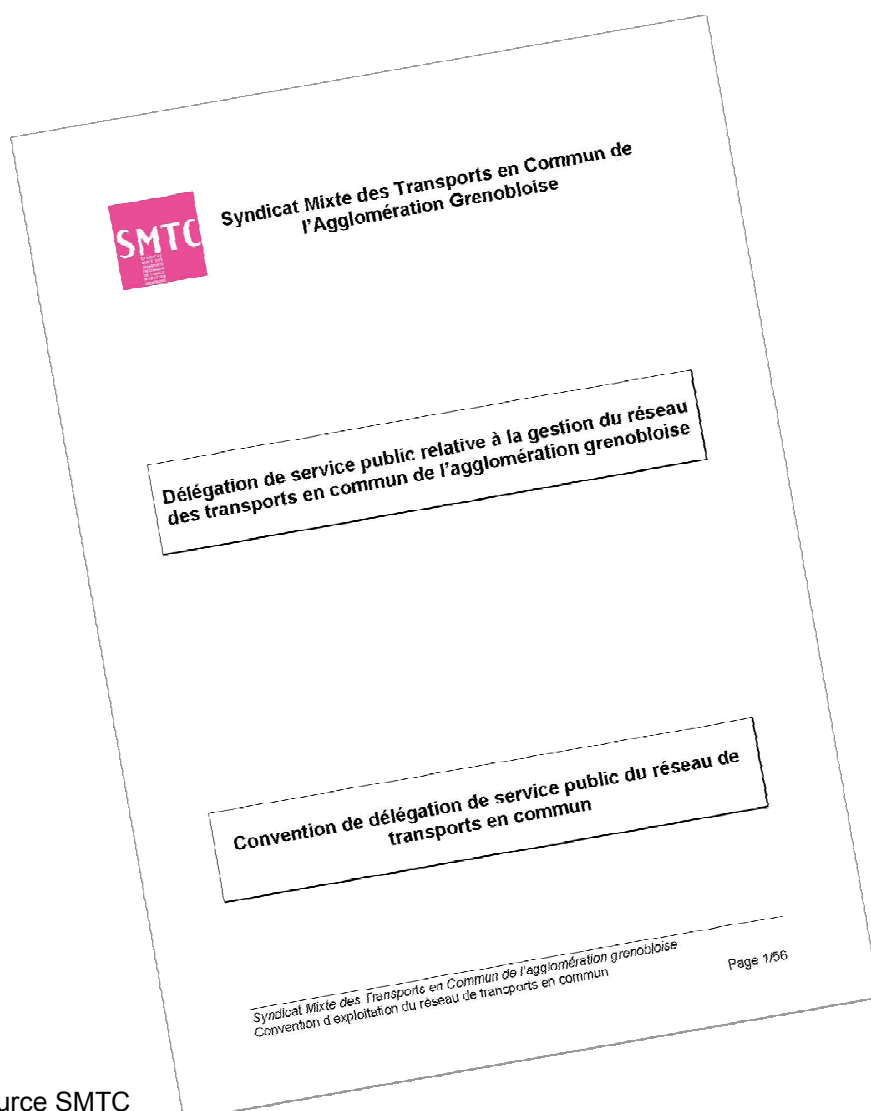 Syndicat Mixte des Transports en Commun de
l'Agglomération Grenobloise
SMTC
Délégation de service public relative à la gestion du réseau
des transports en commun de l'agglomération grenobloise
Convention de délégation de service public du réseau de
transports en commun
Syndicat Mixte des Transports en Commun de l'agglomération grenobloise
Convention d'exploitation du réseau de transports en commun
Page 1/56
SMTC